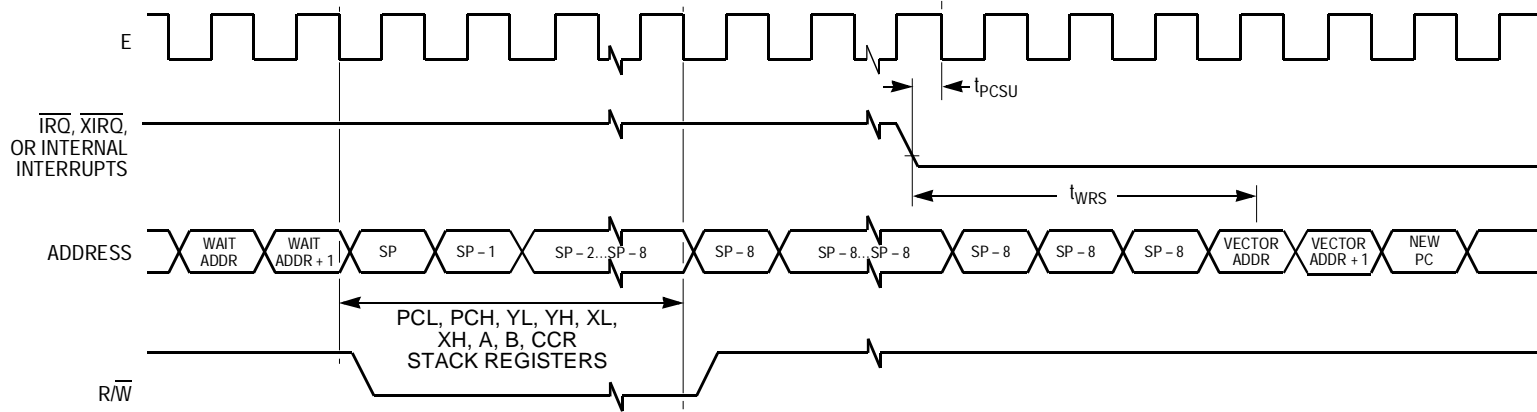 E
tPCSU
IRQ, XIRQ,
OR INTERNAL
INTERRUPTS
tWRS
ADDRESS
WAIT
ADDR
WAIT
ADDR + 1
SP
SP – 1
SP – 2...SP – 8
SP – 8
SP – 8...SP – 8
SP – 8
SP – 8
SP – 8
VECTOR
ADDR
VECTOR
ADDR + 1
NEW
PC
PCL, PCH, YL, YH, XL,
XH, A, B, CCR
STACK REGISTERS
R/W